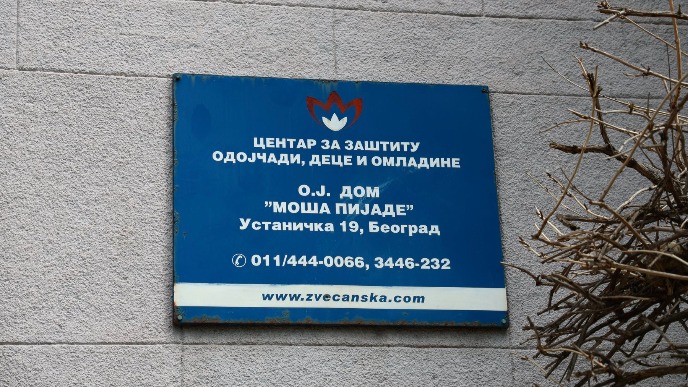 ЦЕНТАР ЗА ЗАШТИТУ
ОДОЈЧАДИ, ДЕЦЕ И ОМЛАДИНЕ
О.Ј. ДОМ
”МОША ПИЈАДЕ”
Устаничка 19, Београд
✆ 011/444-0066, 3446-232
www.zvecanska.com